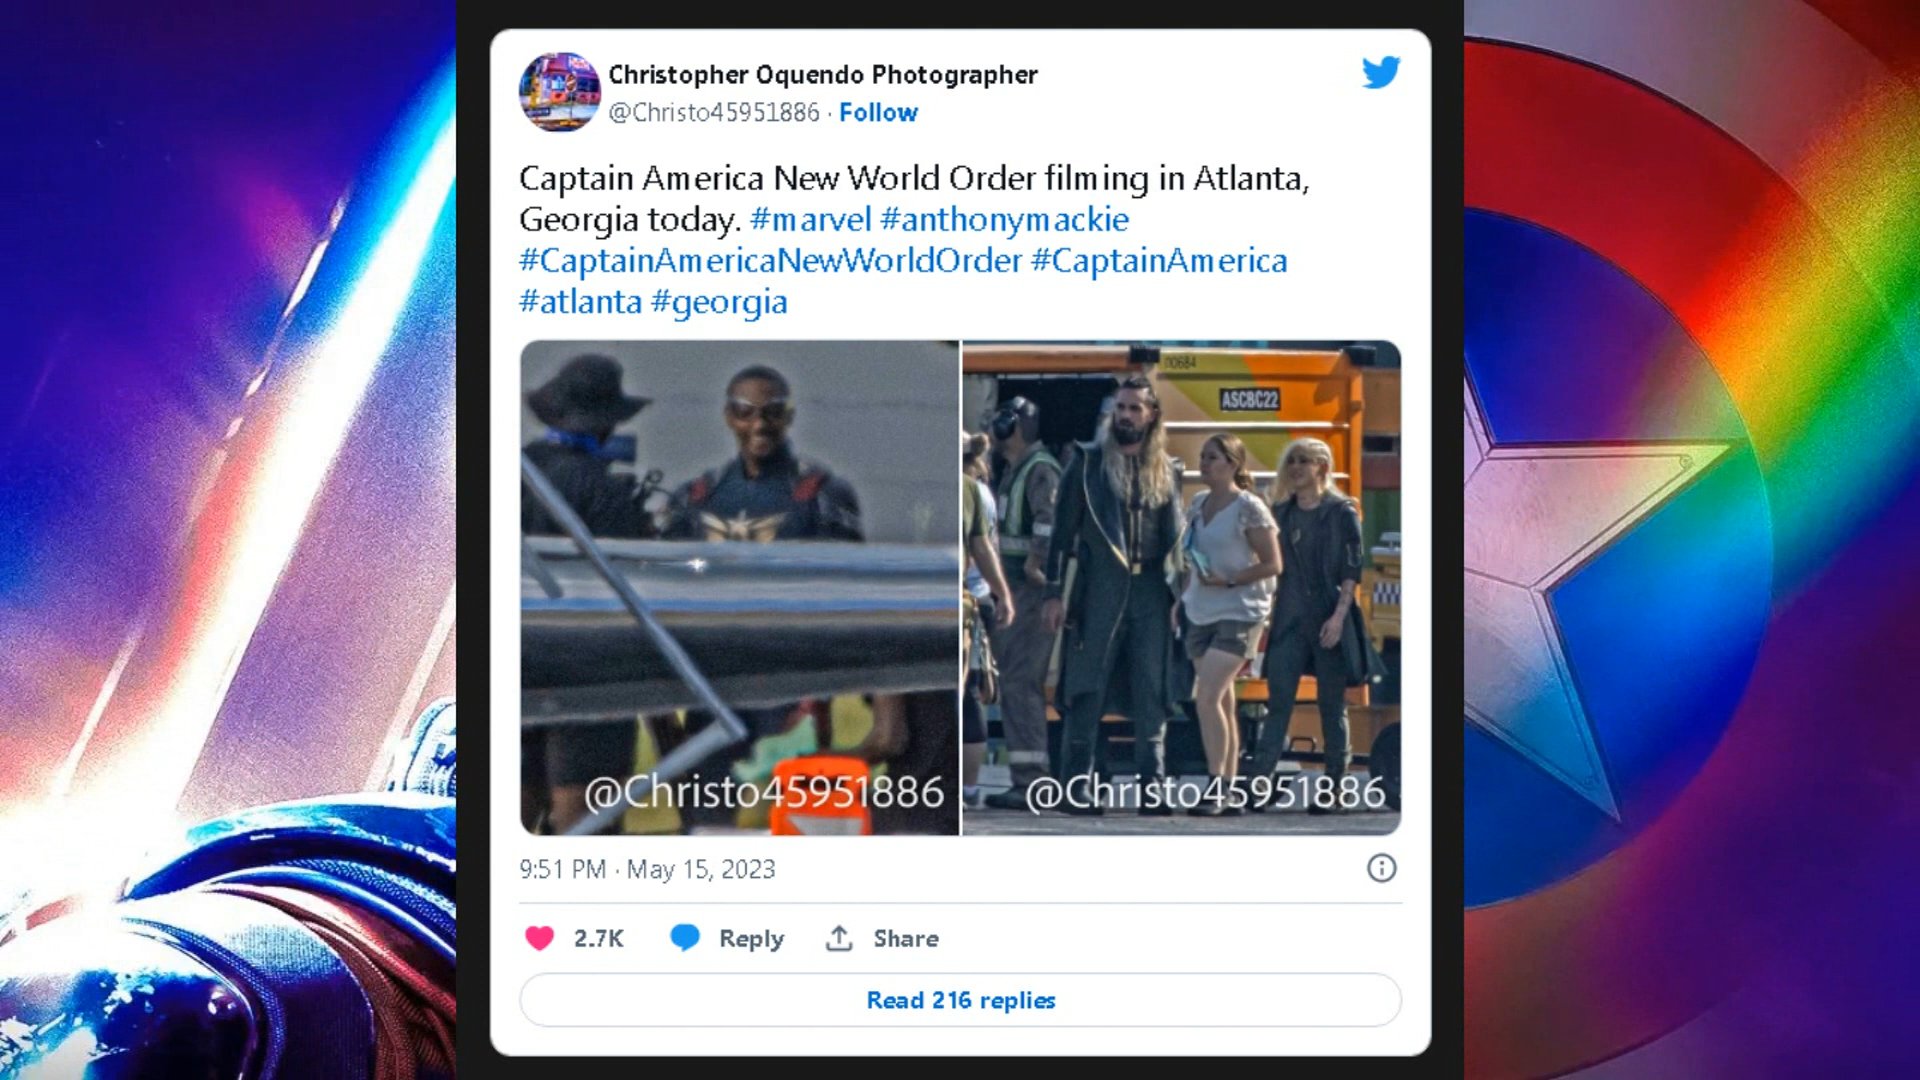 Christopher Oquendo Photographer
@Christo45951886 · Follow
Captain America New World Order filming in Atlanta,
Georgia today. #marvel #anthonymackie
#CaptainAmericaNewWorldOrder #CaptainAmerica
#atlanta #georgia
ASCBC22
@Christo45951886
@Christo45951886
9:51 PM · May 15, 2023
2.7K Reply Share
Read 216 replies